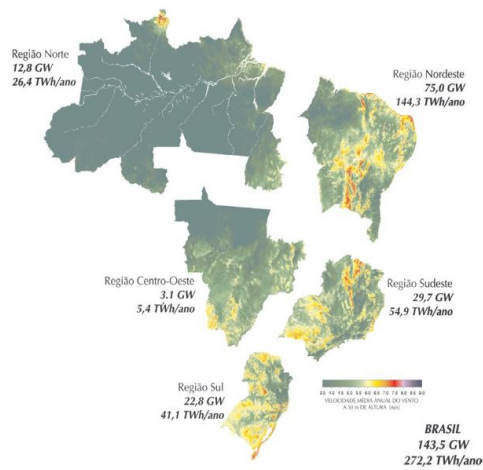 Região Norte
12,8 GW
26,4 TWh/ano
Região Nordeste
75,0 GW
144,3 TWh/ano
Região Centro-Oeste
3.1 GW
5,4 TWh/ano
Região Sudeste
29,7 GW
54,9 TWh/ano
Região Sul
22,8 GW
41,1 TWh/ano
VELOCIDADE MÉDIA ANUAL DO VENTO
A 50 m DE ALTURA (m/s)
BRASIL
143,5 GW
272,2 TWh/ano